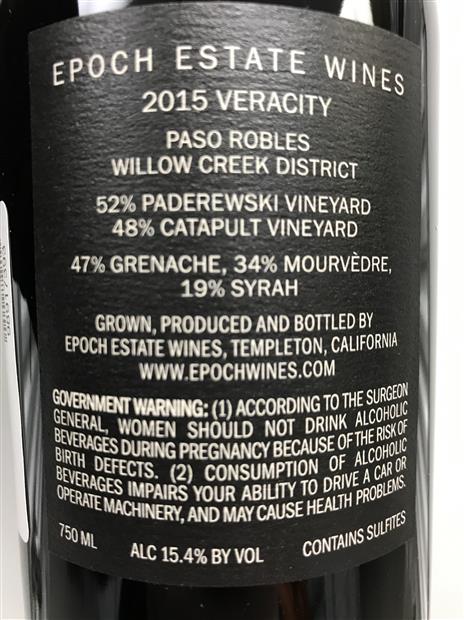 EPOCH ESTATE WINES
2015 VERACITY
PASO ROBLES
WILLOW CREEK DISTRICT
52% PADEREWSKI VINEYARD
48% CATAPULT VINEYARD
47% GRENACHE, 34% MOURVÈDRE,
19% SYRAH
GROWN, PRODUCED AND BOTTLED BY
EPOCH ESTATE WINES, TEMPLETON, CALIFORNIA
WWW.EPOCHWINES.COM
GOVERNMENT WARNING: (1) ACCORDING TO THE SURGEON
GENERAL, WOMEN SHOULD NOT DRINK ALCOHOLIC
BEVERAGES DURING PREGNANCY BECAUSE OF THE RISK OF
BIRTH DEFECTS. (2) CONSUMPTION OF ALCOHOLIC
BEVERAGES IMPAIRS YOUR ABILITY TO DRIVE A CAR OR
OPERATE MACHINERY, AND MAY CAUSE HEALTH PROBLEMS.
750 ML ALC 15.4% BY VOL CONTAINS SULFITES